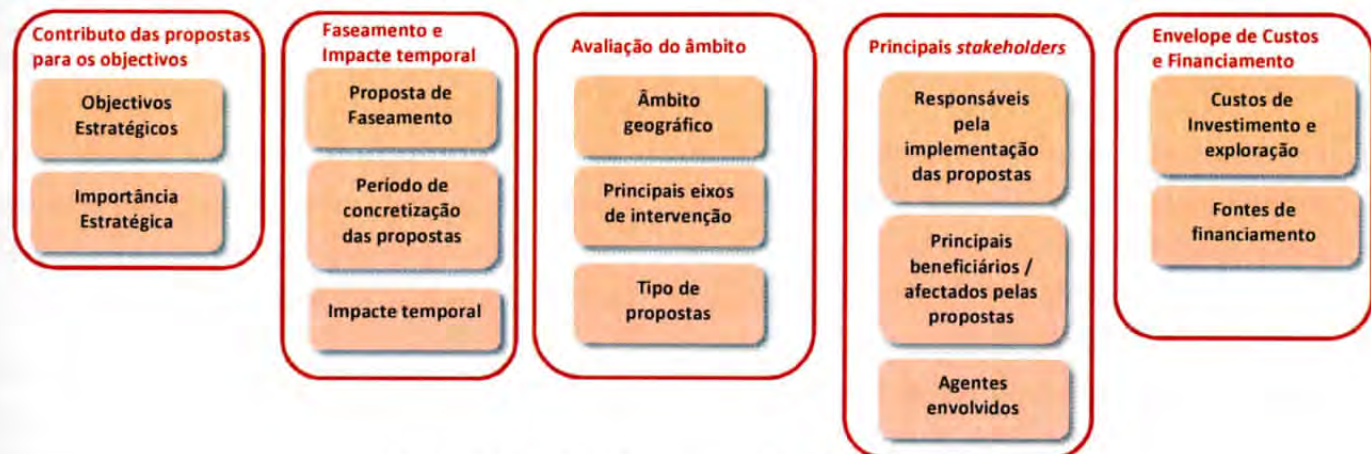 Contributo das propostas
para os objectivos
Objectivos
Estratégicos
Importância
Estratégica
Faseamento e
Impacte temporal
Proposta de
Faseamento
Período de
concretização
das propostas
Impacte temporal
Avaliação do âmbito
Âmbito
geográfico
Principais eixos
de intervenção
Tipo de
propostas
Principais stakeholders
Responsáveis
pela
implementação
das propostas
Principais
beneficiários /
afectados pelas
propostas
Agentes
envolvidos
Envelope de Custos
e Financiamento
Custos de
Investimento e
exploração
Fontes de
financiamento